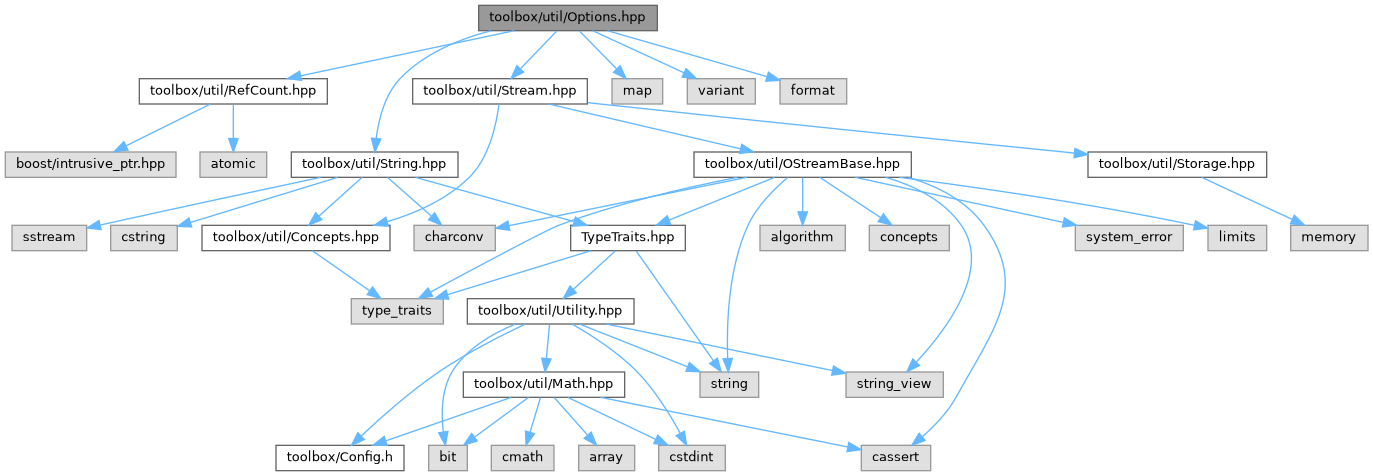 toolbox/util/Options.hpp
toolbox/util/RefCount.hpp
toolbox/util/Stream.hpp
map
variant
format
boost/intrusive_ptr.hpp
atomic
toolbox/util/String.hpp
toolbox/util/OStreamBase.hpp
toolbox/util/Storage.hpp
sstream
cstring
toolbox/util/Concepts.hpp
charconv
TypeTraits.hpp
algorithm
concepts
system_error
limits
memory
type_traits
toolbox/util/Utility.hpp
toolbox/util/Math.hpp
string
string_view
toolbox/Config.h
bit
cmath
array
cstdint
cassert